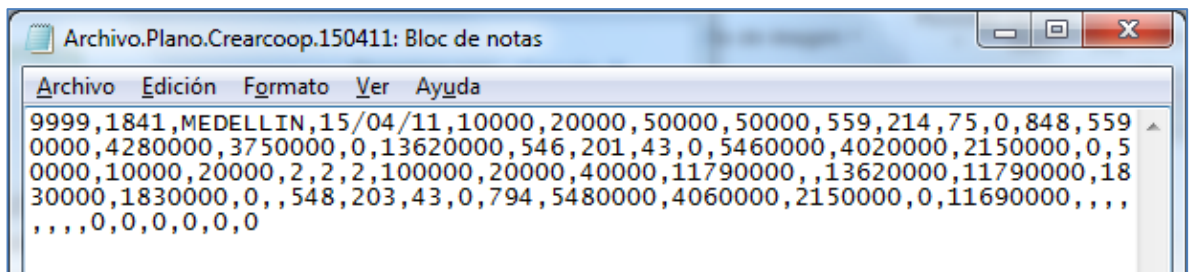 Archivo.Plano.Crearcoop.150411: Bloc de notas
Archivo Edición Formato Ver Ayuda
9999,1841,MEDELLIN,15/04/11,10000,20000,50000,50000,559,214,75,0,848,559
0000,4280000,3750000,0,13620000,546,201,43,0,5460000,4020000,2150000,0,5
0000,10000,20000,2,2,2,100000,20000,40000,11790000,,13620000,11790000,18
30000,1830000,0,,548,203,43,0,794,5480000,4060000,2150000,0,11690000,,,,
,,,,0,0,0,0,0,0